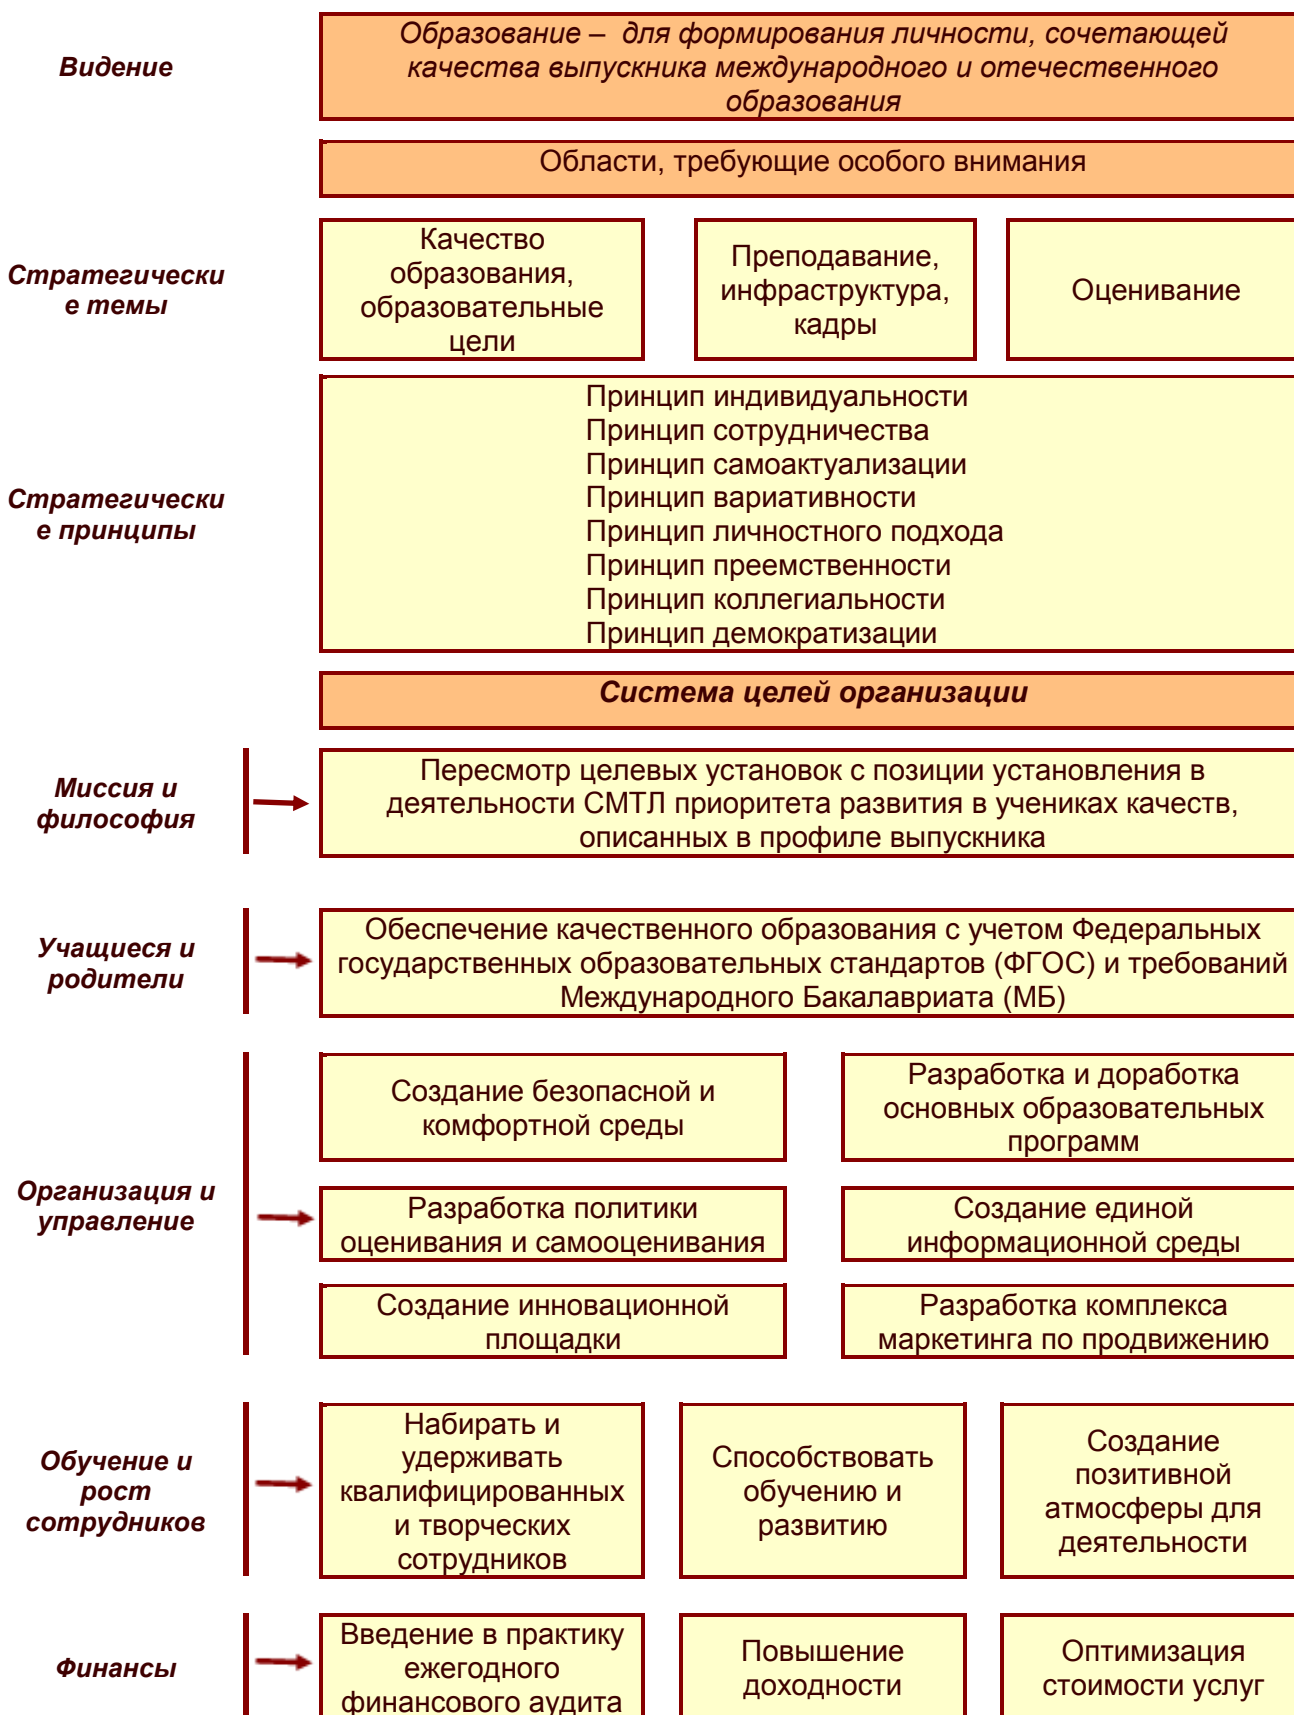 Видение
Образование – для формирования личности, сочетающей
качества выпускника международного и отечественного
образования
Области, требующие особого внимания
Стратегически
е темы
Качество
образования,
образовательные
цели
Преподавание,
инфраструктура,
кадры
Оценивание
Стратегически
е принципы
Принцип индивидуальности
Принцип сотрудничества
Принцип самоактуализации
Принцип вариативности
Принцип личностного подхода
Принцип преемственности
Принцип коллегиальности
Принцип демократизации
Система целей организации
Миссия и
философия
Пересмотр целевых установок с позиции установления в
деятельности СМТЛ приоритета развития в учениках качеств,
описанных в профиле выпускника
Учащиеся и
родители
Обеспечение качественного образования с учетом Федеральных
государственных образовательных стандартов (ФГОС) и требований
Международного Бакалавриата (МБ)
Организация и
управление
Создание безопасной и
комфортной среды
Разработка и доработка
основных образовательных
программ
Разработка политики
оценивания и самооценивания
Создание единой
информационной среды
Создание инновационной
площадки
Разработка комплекса
маркетинга по продвижению
Обучение и
рост
сотрудников
Набирать и
удерживать
квалифицированных
и творческих
сотрудников
Способствовать
обучению и
развитию
Создание
позитивной
атмосферы для
деятельности
Финансы
Введение в практику
ежегодного
финансового аудита
Повышение
доходности
Оптимизация
стоимости услуг